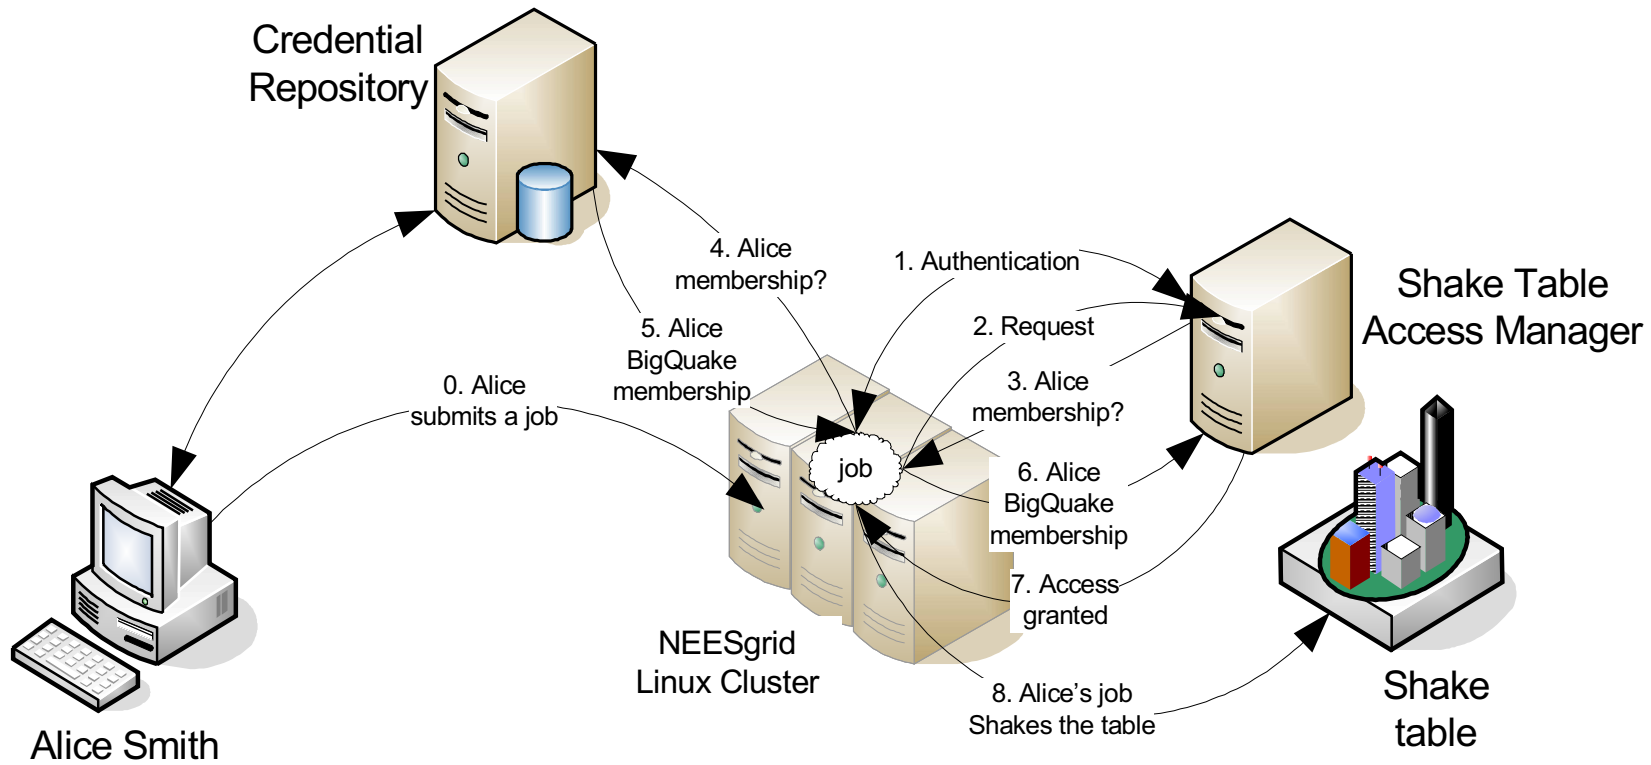 Credential
Repository
4. Alice
membership?
1. Authentication
Shake Table
Access Manager
5. Alice
BigQuake
membership
2. Request
0. Alice
submits a job
3. Alice
membership?
job
6. Alice
BigQuake
membership
7. Access
granted
NEESgrid
Linux Cluster
8. Alice’s job
Shakes the table
Shake
table
Alice Smith